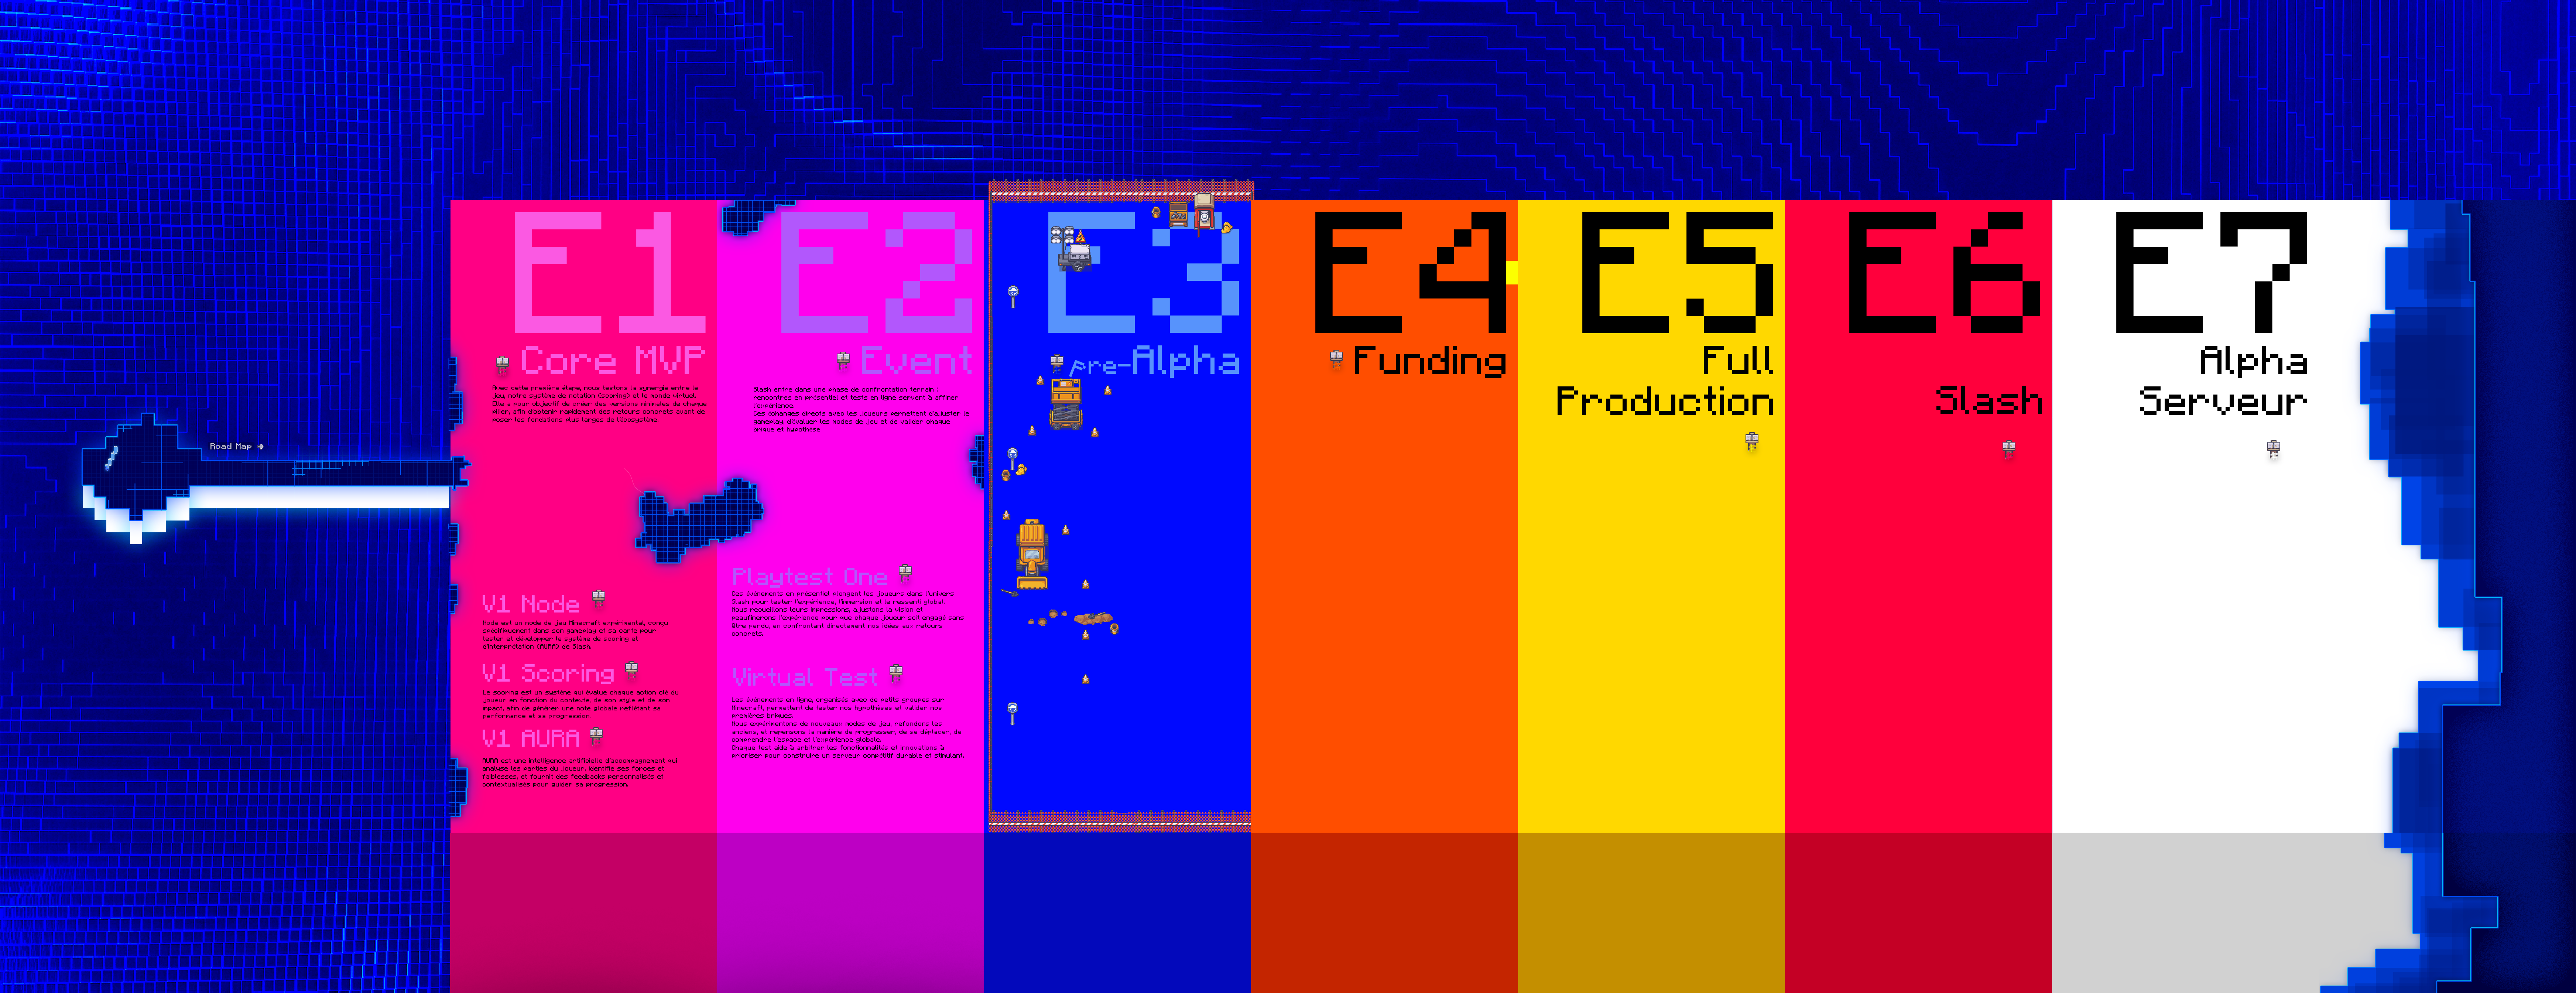 Road Map →
E1
Core MVP
Avec cette première étape, nous testons la synergie entre le
jeu, notre système de notation (scoring) et le monde virtuel.
Elle a pour objectif de créer des versions minimales de chaque
pilier, afin d'obtenir rapidement des retours concrets avant de
poser les fondations plus larges de l'écosystème.
V1 Node
Node est un mode de jeu Minecraft expérimental, conçu
spécifiquement dans son gameplay et sa carte pour
tester et développer le système de scoring et
d'interprétation (AURA) de Slash.
V1 Scoring
Le scoring est un système qui évalue chaque action clé du
joueur en fonction du contexte, de son style et de son
impact, afin de générer une note globale reflétant sa
performance et sa progression.
V1 AURA
AURA est une intelligence artificielle d'accompagnement qui
analyse les parties du joueur, identifie ses forces et
faiblesses, et fournit des feedbacks personnalisés et
contextualisés pour guider sa progression.
E2
Event
Slash entre dans une phase de confrontation terrain :
rencontres en présentiel et tests en ligne servent à affiner
l'expérience.
Ces échanges directs avec les joueurs permettent d'ajuster le
gameplay, d'évaluer les modes de jeu et de valider chaque
brique et hypothèse
Playtest One
Des événements en présentiel plongent les joueurs dans l'univers
Slash pour tester l'expérience, l'immersion et le ressenti global.
Nous recueillons leurs impressions, ajustons la vision et
peaufinerons l'expérience pour que chaque joueur soit engagé sans
être perdu, en confrontant directement nos idées aux retours
concrets.
Virtual Test
Les événements en ligne, organisés avec de petits groupes sur
Minecraft, permettent de tester nos hypothèses et valider nos
premières briques.
Nous expérimentons de nouveaux modes de jeu, refondons les
anciens, et repensons la manière de progresser, de se déplacer, de
comprendre l'espace et l'expérience globale.
Chaque test aide à arbitrer les fonctionnalités et innovations à
prioriser pour construire un serveur compétitif durable et stimulant.
E3
pre-Alpha
E4
Funding
E5
Full
Production
E6
Slash
E7
Alpha
Serveur